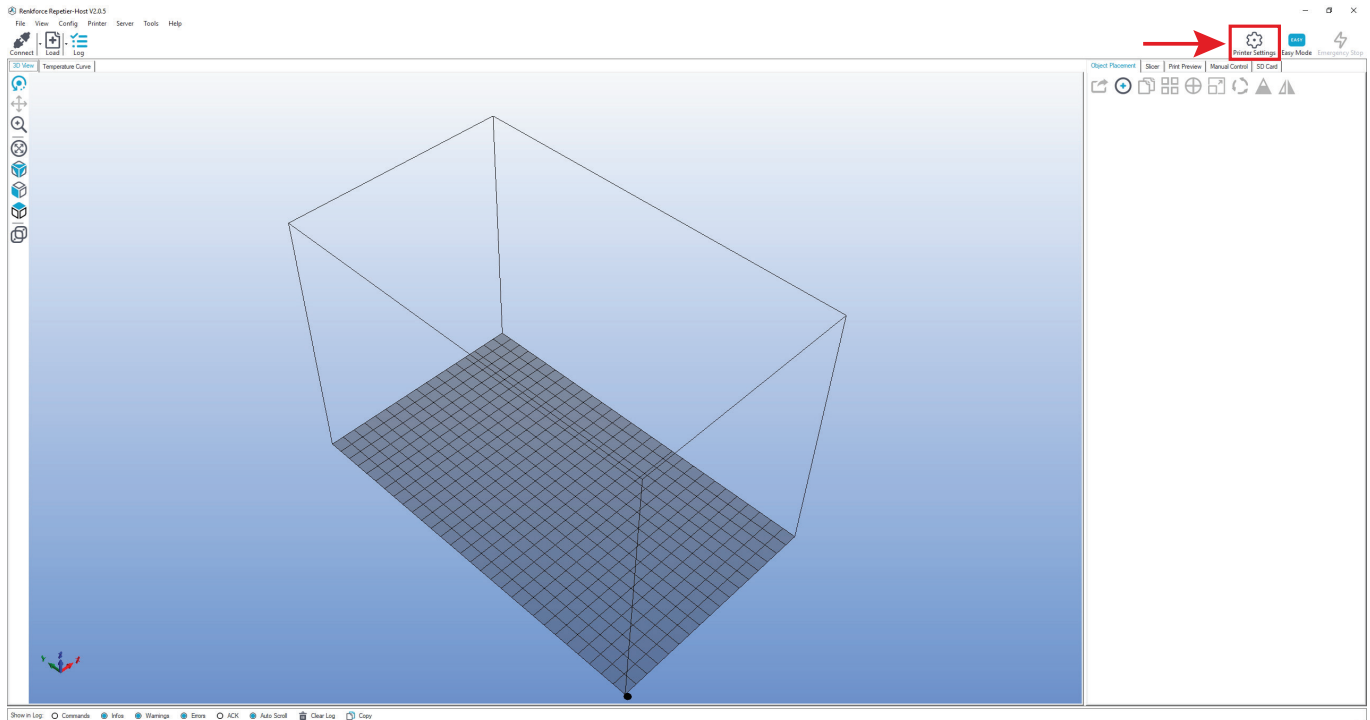 Renkforce Repetier-Host V2.0.5
File View Config Printer Server Tools Help
Connect Load Log Printer Settings EASY Easy Mode Emergency Stop
3D View Temperature Curve Object Placement Slicer Print Preview Manual Control SD Card
Y Z X
Show in Log: Commands Infos Warnings Errors ACK Auto Scroll Clear Log Copy